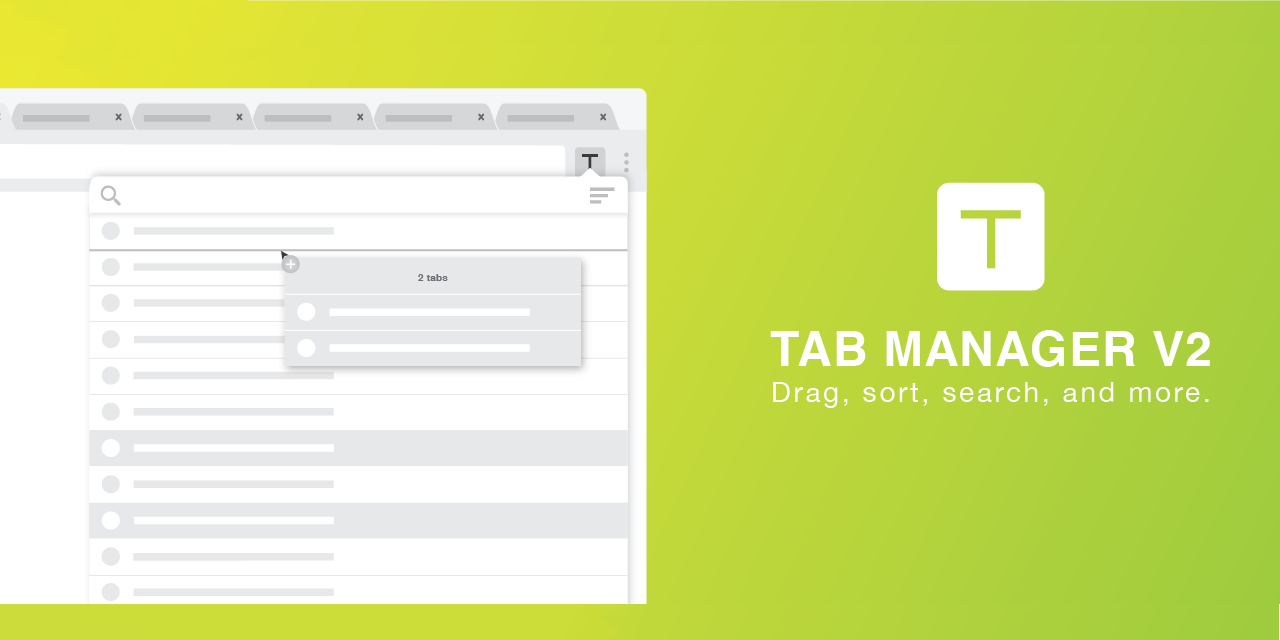 x x x x x
T
2 tabs
T
TAB MANAGER V2
Drag, sort, search, and more.